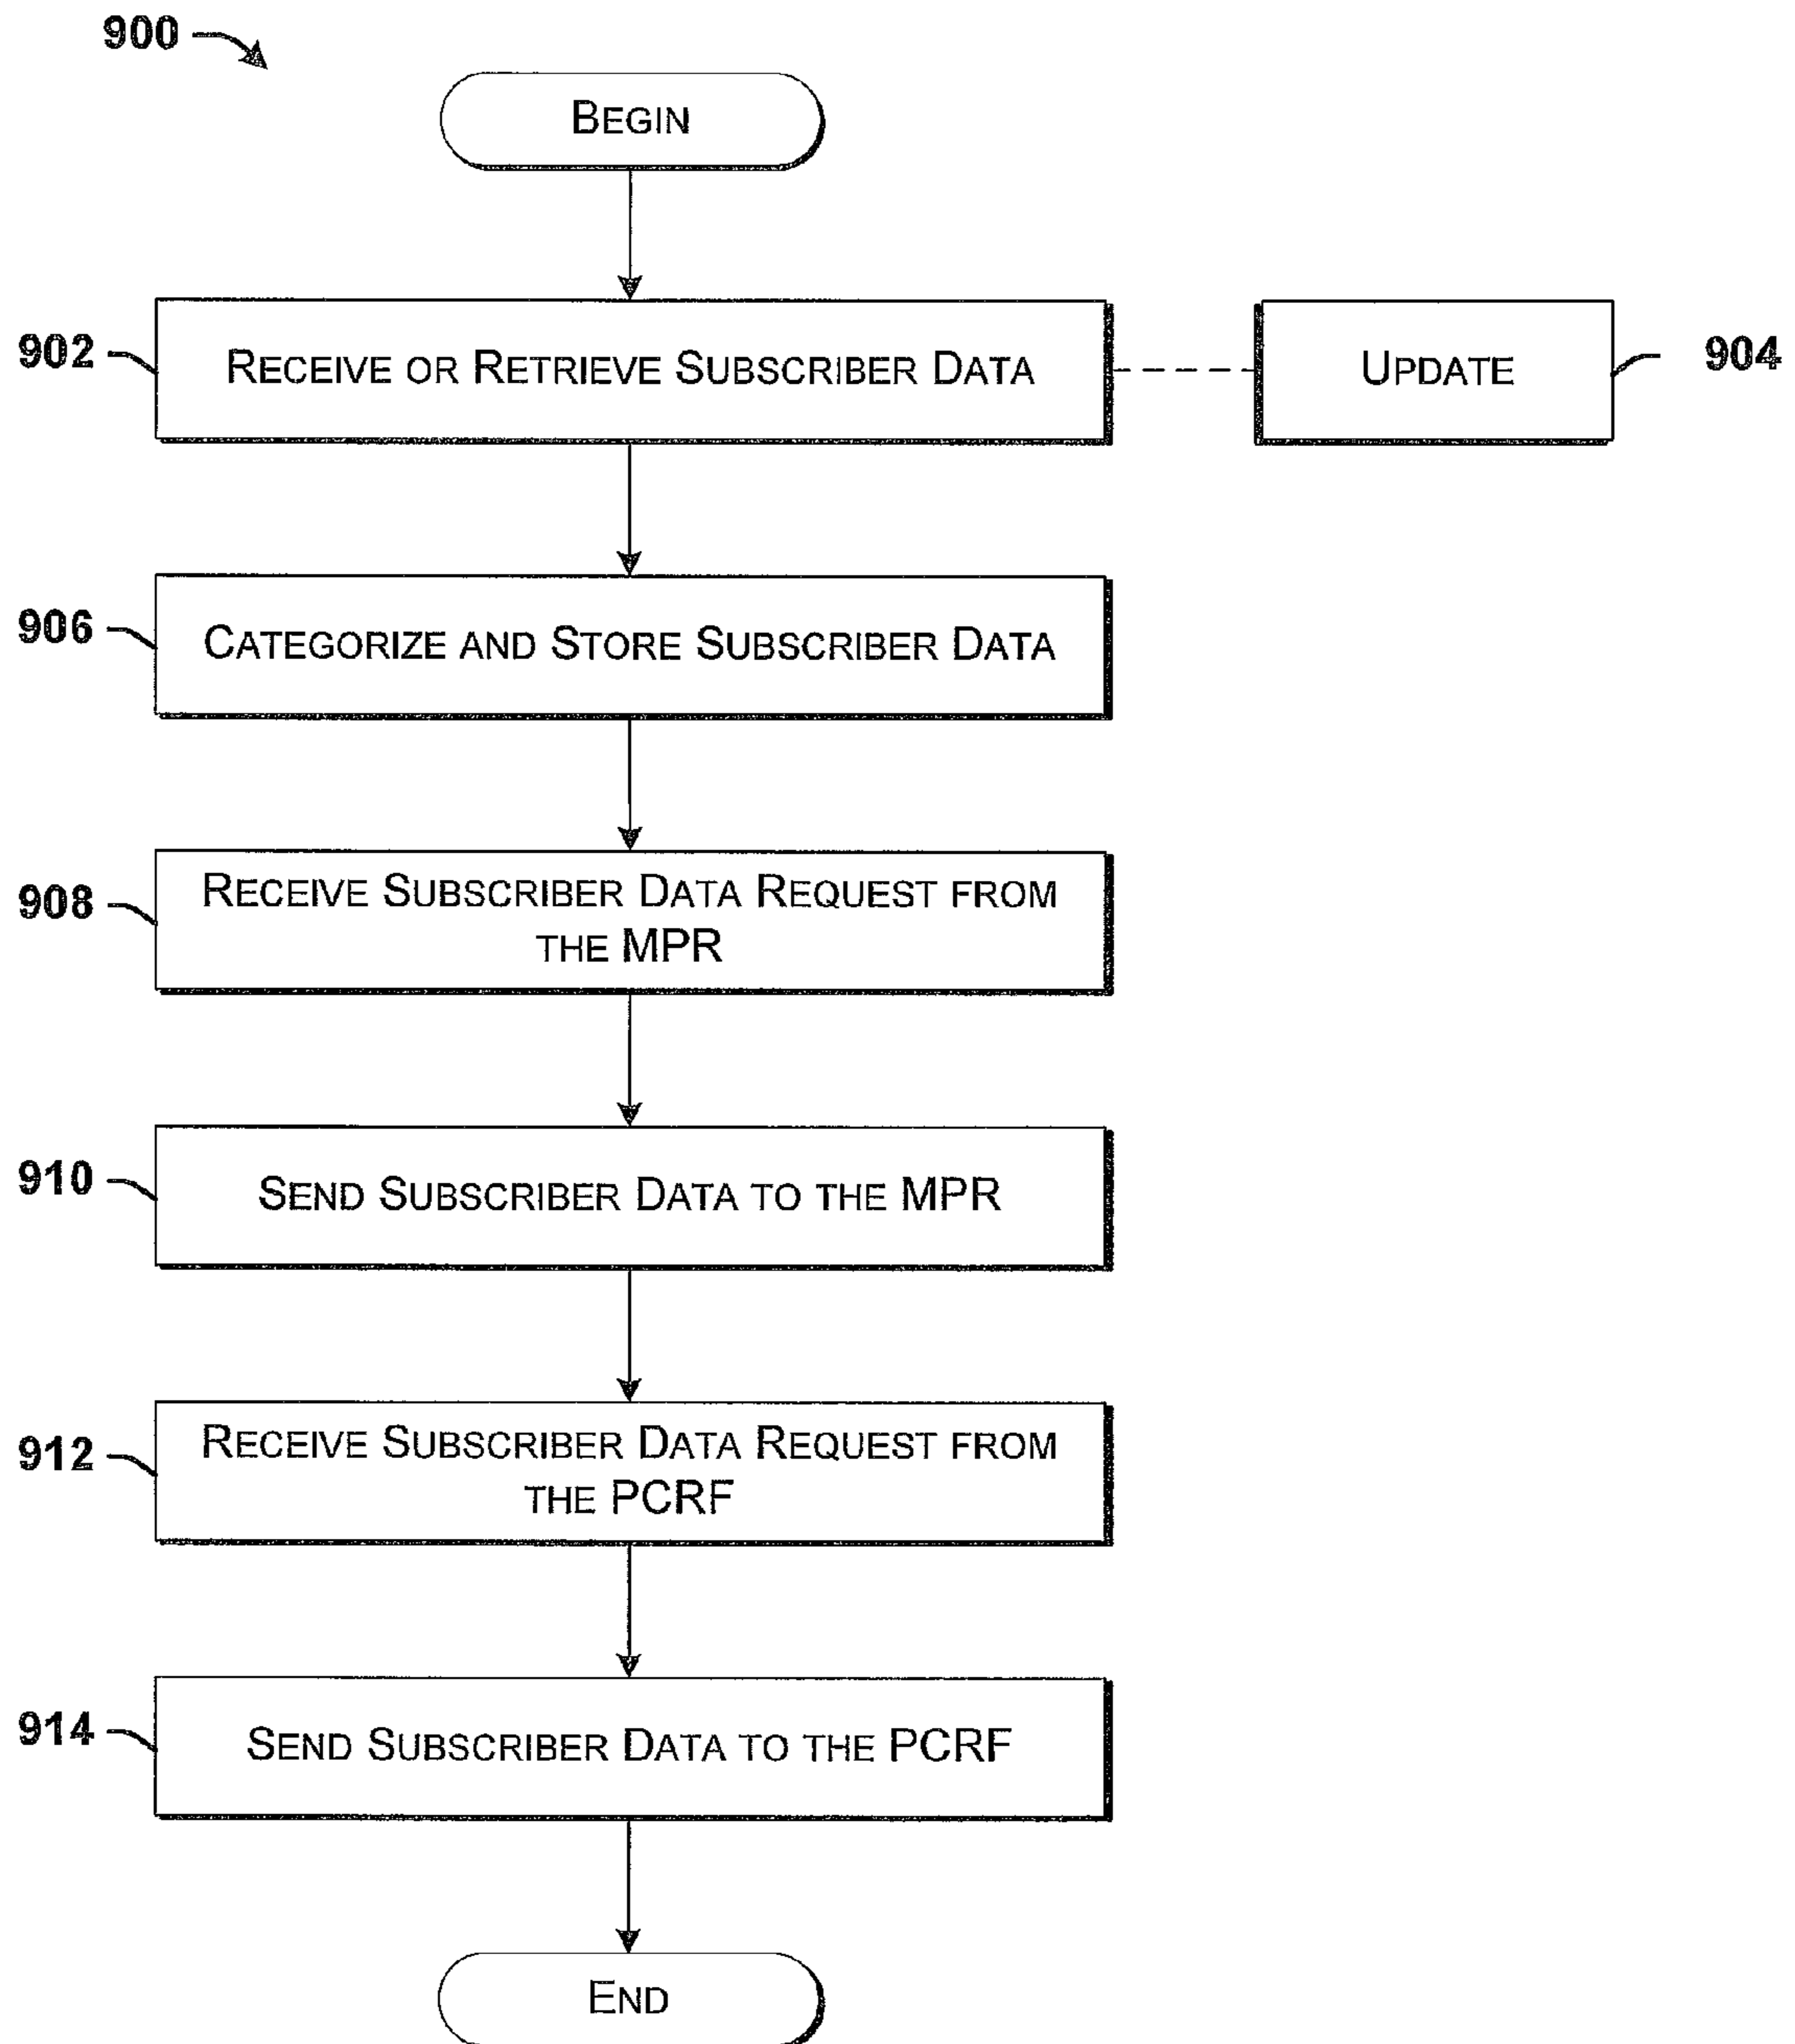 900
BEGIN
902
RECEIVE OR RETRIEVE SUBSCRIBER DATA
UPDATE
904
906
CATEGORIZE AND STORE SUBSCRIBER DATA
908
RECEIVE SUBSCRIBER DATA REQUEST FROM
THE MPR
910
SEND SUBSCRIBER DATA TO THE MPR
912
RECEIVE SUBSCRIBER DATA REQUEST FROM
THE PCRF
914
SEND SUBSCRIBER DATA TO THE PCRF
END